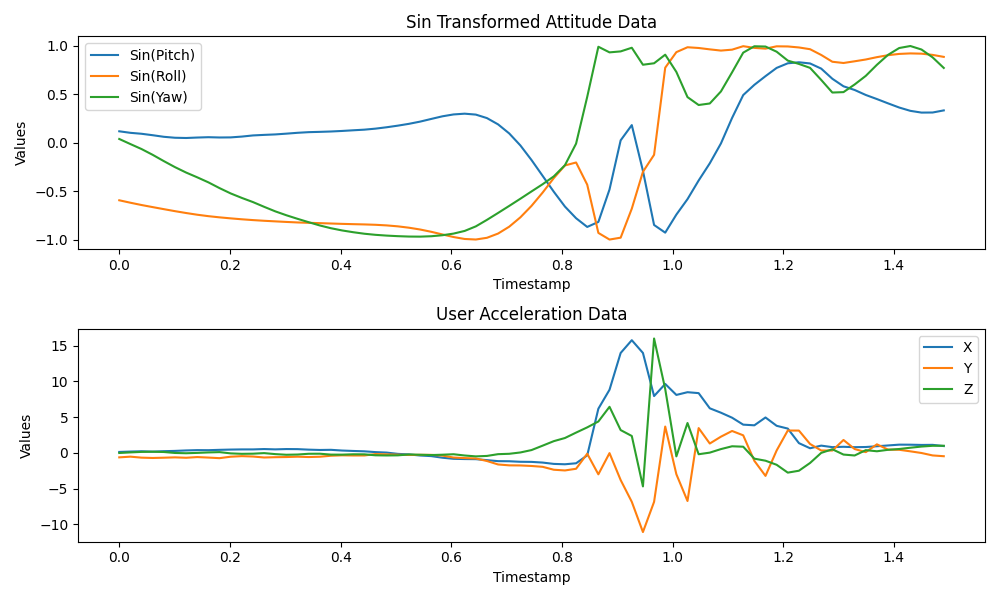 Sin Transformed Attitude Data
Values
1.0
0.5
0.0
−0.5
−1.0
Sin(Pitch)
Sin(Roll)
Sin(Yaw)
0.0 0.2 0.4 0.6 0.8 1.0 1.2 1.4
Timestamp
User Acceleration Data
Values
15
10
5
0
−5
−10
X
Y
Z
0.0 0.2 0.4 0.6 0.8 1.0 1.2 1.4
Timestamp